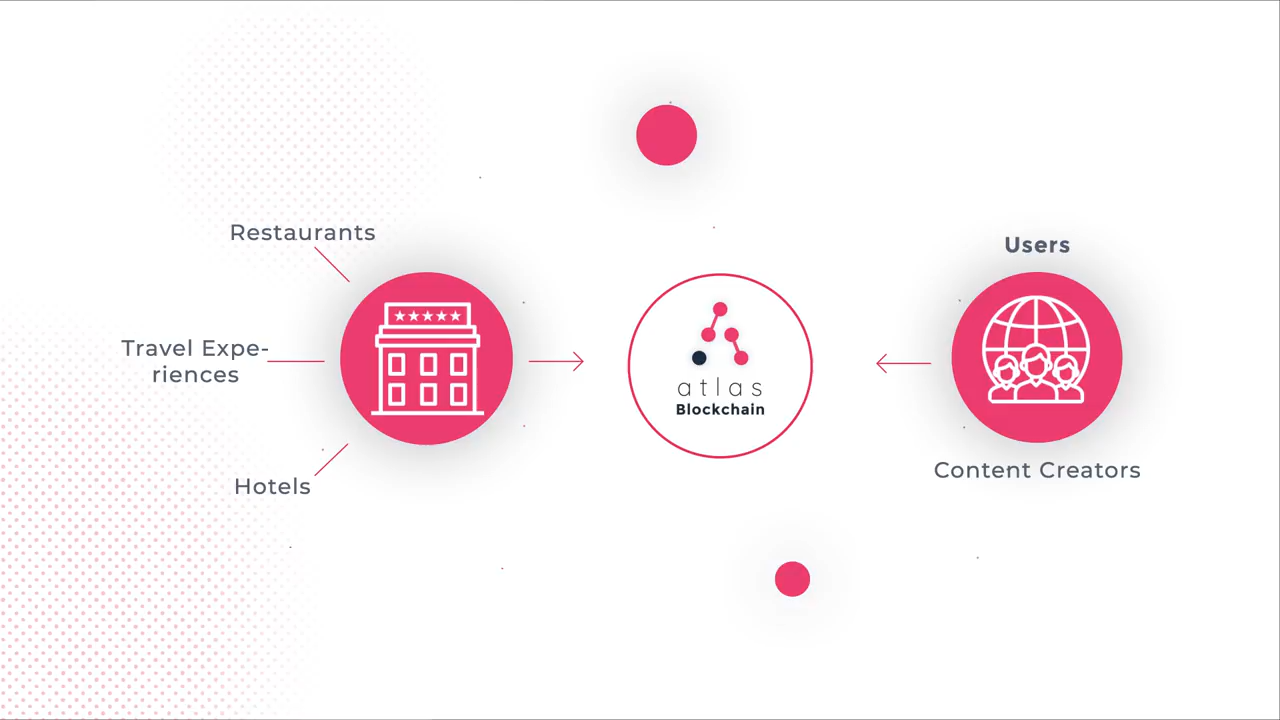 Restaurants
Travel Expe-
riences
Hotels
atlas
Blockchain
Users
Content Creators